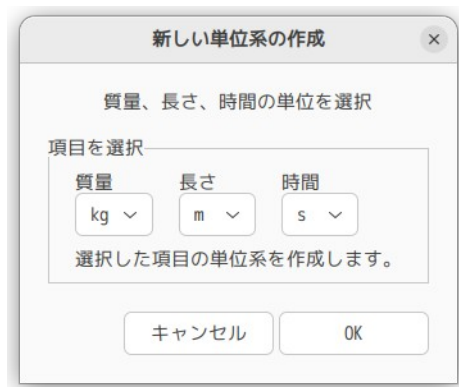 新しい単位系の作成
質量、長さ、時間の単位を選択
項目を選択
質量 長さ 時間
kg m s
選択した項目の単位系を作成します。
キャンセル OK